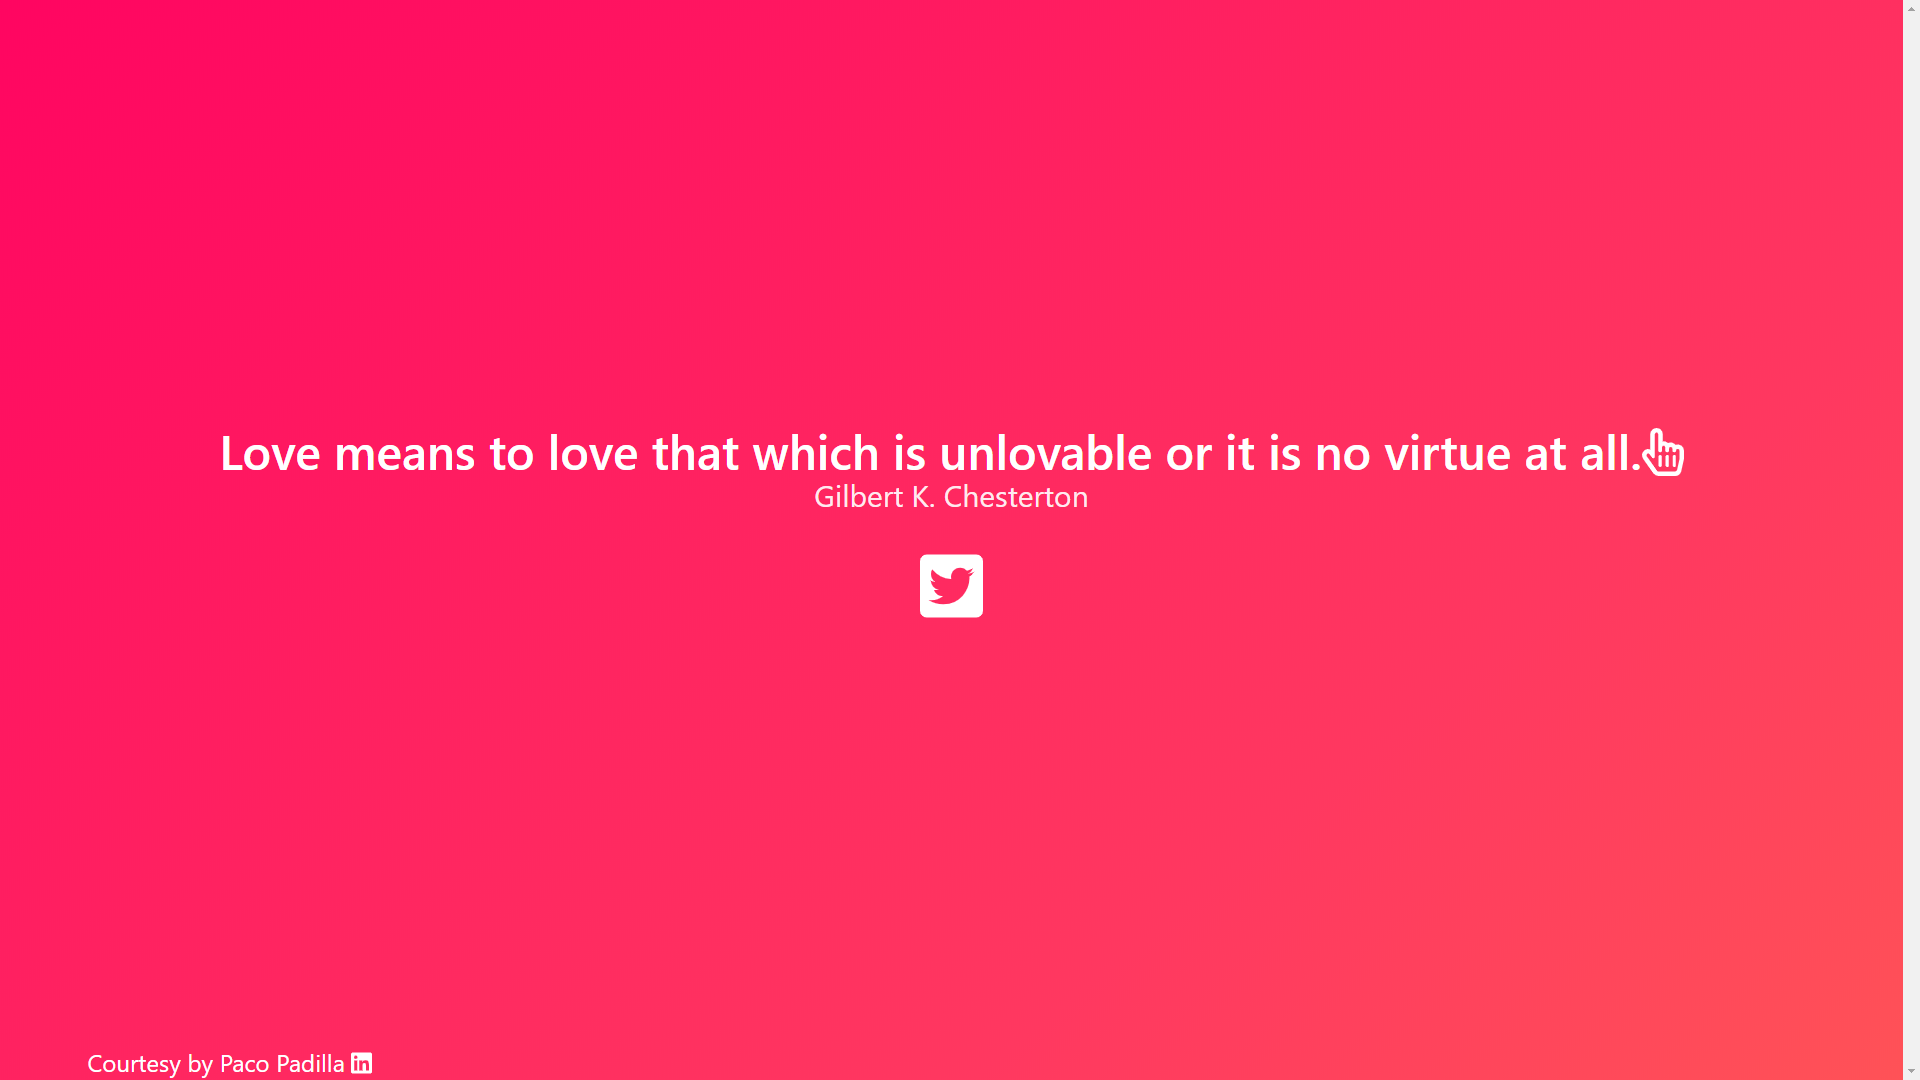 Love means to love that which is unlovable or it is no virtue at all.
Gilbert K. Chesterton
Courtesy by Paco Padilla in